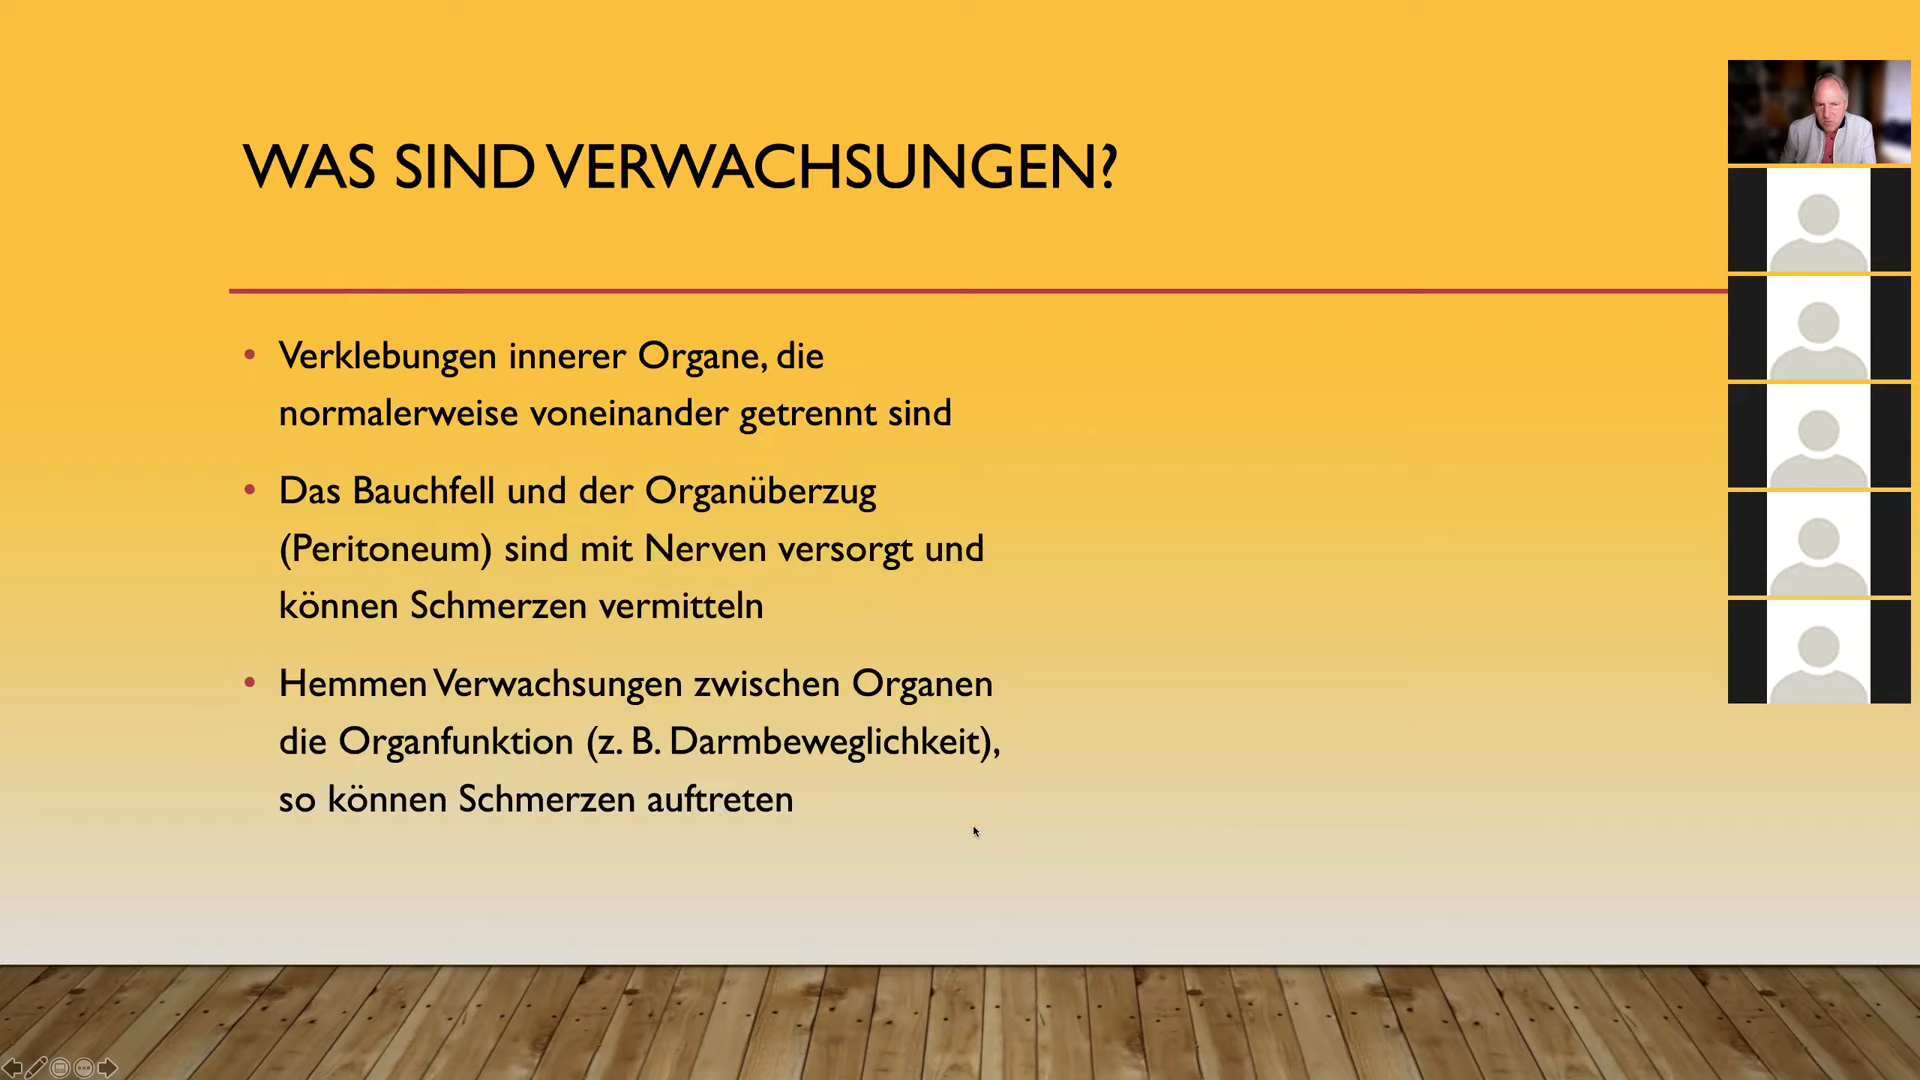 WAS SIND VERWACHSUNGEN?
• Verklebungen innerer Organe, die
normalerweise voneinander getrennt sind
• Das Bauchfell und der Organüberzug
(Peritoneum) sind mit Nerven versorgt und
können Schmerzen vermitteln
• Hemmen Verwachsungen zwischen Organen
die Organfunktion (z. B. Darmbeweglichkeit),
so können Schmerzen auftreten